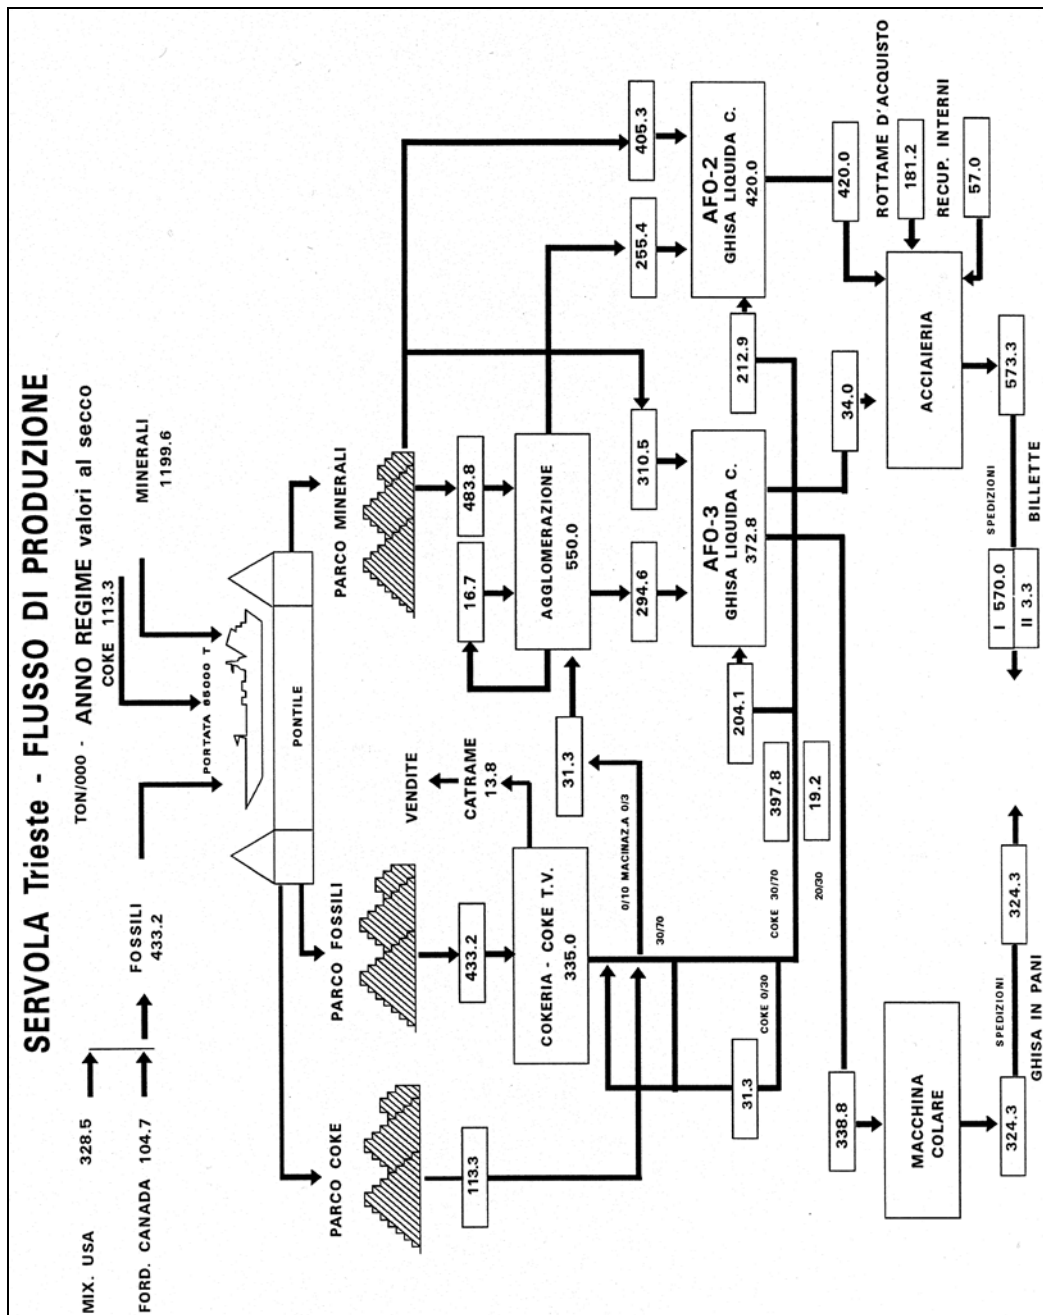 SERVOLA Trieste - FLUSSO DI PRODUZIONE
TON/000 - ANNO REGIME valori al secco
MIX. USA 328.5
FORD. CANADA 104.7
FOSSILI
433.2
COKE 113.3
MINERALI
1199.6
PORTATA 65000 T
PONTILE
PARCO COKE
PARCO FOSSILI
PARCO MINERALI
113.3
433.2
16.7
483.8
VENDITE
CATRAME
13.8
COKERIA - COKE T.V.
335.0
AGGLOMERAZIONE
550.0
31.3
0/10 MACINAZ.A 0/3
30/70
294.6
310.5
255.4
405.3
AFO-3
GHISA LIQUIDA C.
372.8
AFO-2
GHISA LIQUIDA C.
420.0
204.1
212.9
31.3
COKE 0/30
COKE 30/70
397.8
20/30
19.2
338.8
34.0
420.0
ROTTAME D'ACQUISTO
181.2
RECUP. INTERNI
57.0
MACCHINA
COLARE
ACCIAIERIA
324.3
SPEDIZIONI
324.3
GHISA IN PANI
573.3
SPEDIZIONI
I 570.0
II 3.3
BILLETTE